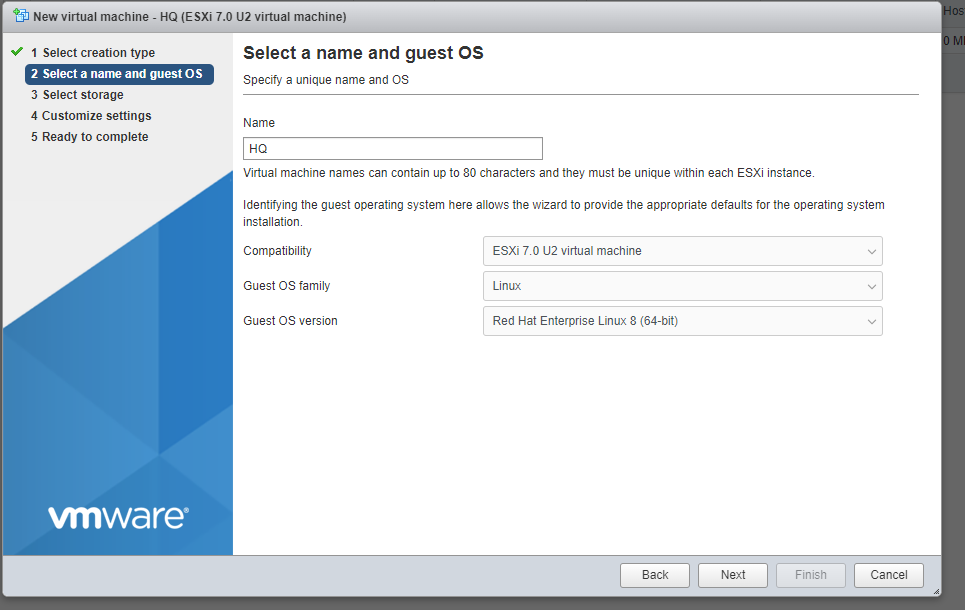 New virtual machine - HQ (ESXi 7.0 U2 virtual machine)
1 Select creation type
2 Select a name and guest OS
3 Select storage
4 Customize settings
5 Ready to complete
vmware®
Select a name and guest OS
Specify a unique name and OS
Name
HQ
Virtual machine names can contain up to 80 characters and they must be unique within each ESXi instance.
Identifying the guest operating system here allows the wizard to provide the appropriate defaults for the operating system
installation.
Compatibility
ESXi 7.0 U2 virtual machine
Guest OS family
Linux
Guest OS version
Red Hat Enterprise Linux 8 (64-bit)
Back
Next
Finish
Cancel